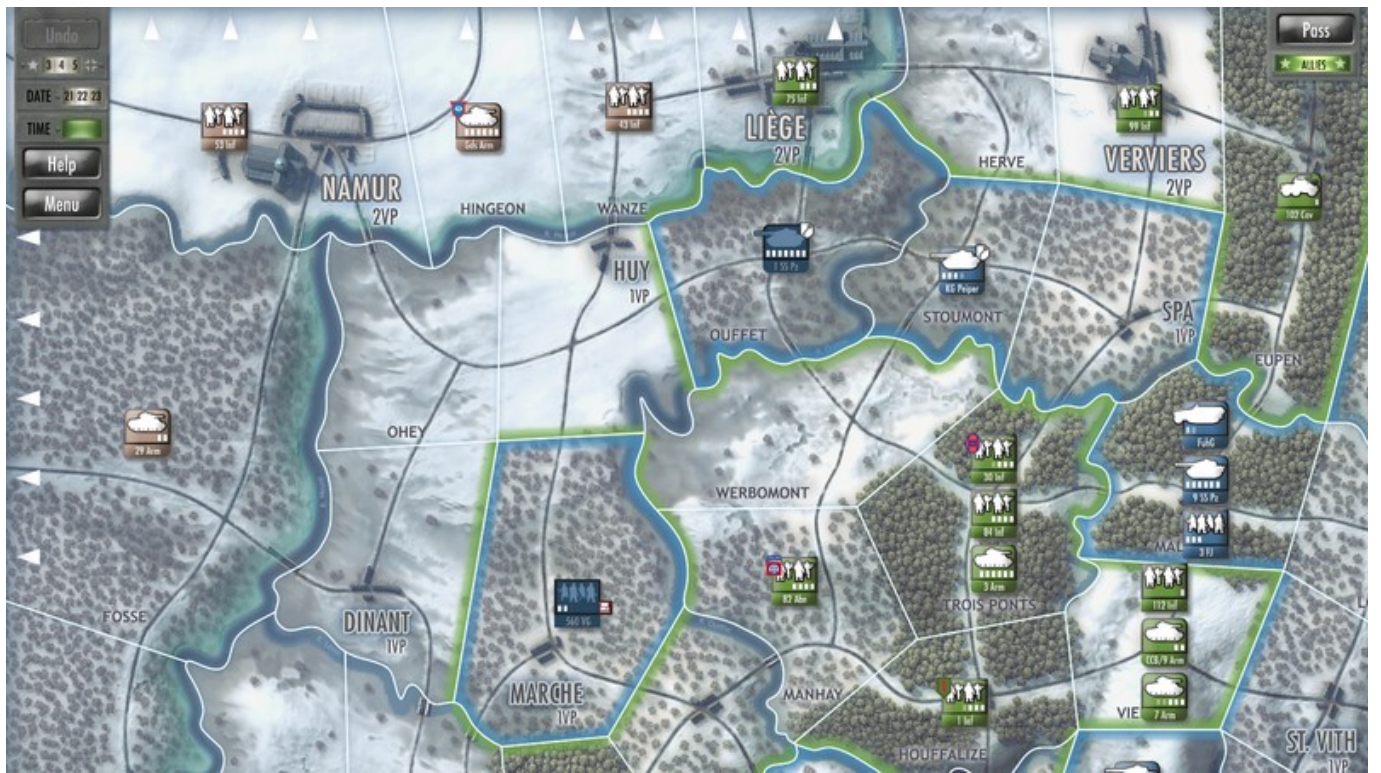 Undo
3 4 5
DATE - 21 22 23
TIME -
Help
Menu
Pass
ALLIES
53 Inf
Gds Arm
43 Inf
75 Inf
99 Inf
102 Cav
LIÈGE
2VP
HERVE
VERVIERS
2VP
NAMUR
2VP
HINGEON
WANZE
HUY
1VP
1 SS Pz
KG Peiper
OUFFET
STOUMONT
SPA
1VP
EUPEN
29 Arm
OHEY
FuhG
30 Inf
9 SS Pz
WERBOMONT
84 Inf
3 FJ
MAL
82 Abn
3 Arm
TROIS PONTS
112 Inf
560 VG
FOSSE
DINANT
1VP
CCB/9 Arm
MARCHE
1VP
MANHAY
1 Inf
7 Arm
VIE
HOUFFALIZE
ST. VITH
1VP